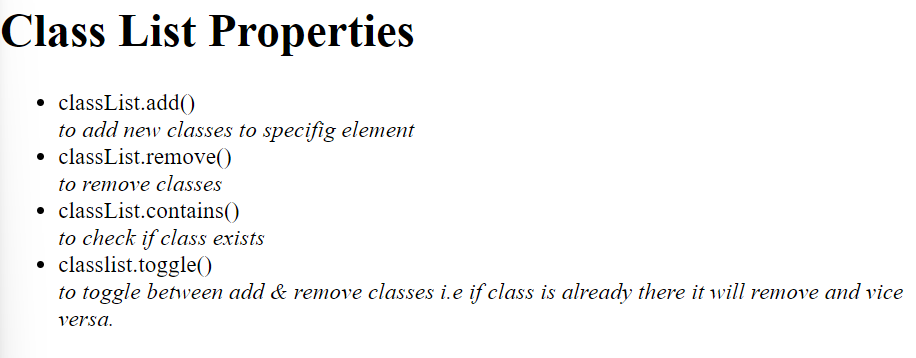 Class List Properties
• classList.add()
to add new classes to specifig element
• classList.remove()
to remove classes
• classList.contains()
to check if class exists
• classlist.toggle()
to toggle between add & remove classes i.e if class is already there it will remove and vice
versa.